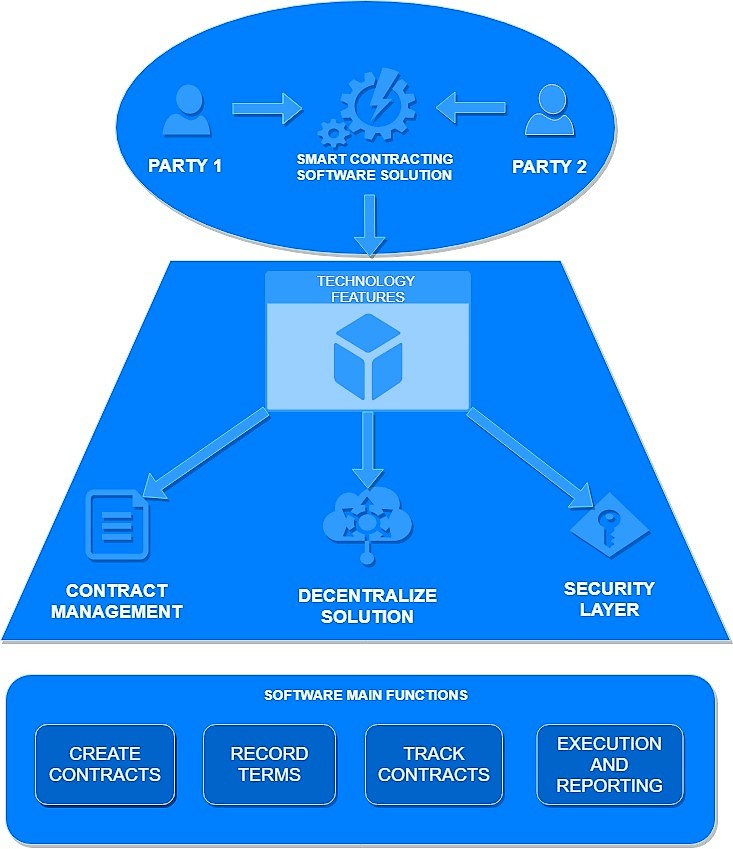 PARTY 1
SMART CONTRACTING
SOFTWARE SOLUTION
PARTY 2
TECHNOLOGY
FEATURES
CONTRACT
MANAGEMENT
DECENTRALIZE
SOLUTION
SECURITY
LAYER
SOFTWARE MAIN FUNCTIONS
CREATE
CONTRACTS
RECORD
TERMS
TRACK
CONTRACTS
EXECUTION
AND
REPORTING